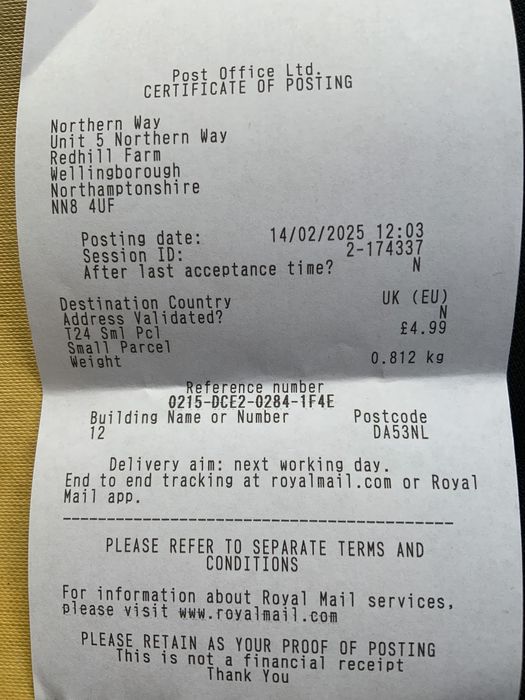 Post Office Ltd.
CERTIFICATE OF POSTING
Northern Way
Unit 5 Northern Way
Redhill Farm
Wellingborough
Northamptonshire
NN8 4UF
Posting date: 14/02/2025 12:03
Session ID: 2-174337
After last acceptance time? N
Destination Country UK (EU)
Address Validated? N
T24 Sml Pcl £4.99
Small Parcel
Weight 0.812 kg
Reference number
0215-DCE2-0284-1F4E
Building Name or Number Postcode
12 DA53NL
Delivery aim: next working day.
End to end tracking at royalmail.com or Royal
Mail app.
PLEASE REFER TO SEPARATE TERMS AND
CONDITIONS
For information about Royal Mail services,
please visit www.royalmail.com
PLEASE RETAIN AS YOUR PROOF OF POSTING
This is not a financial receipt
Thank You